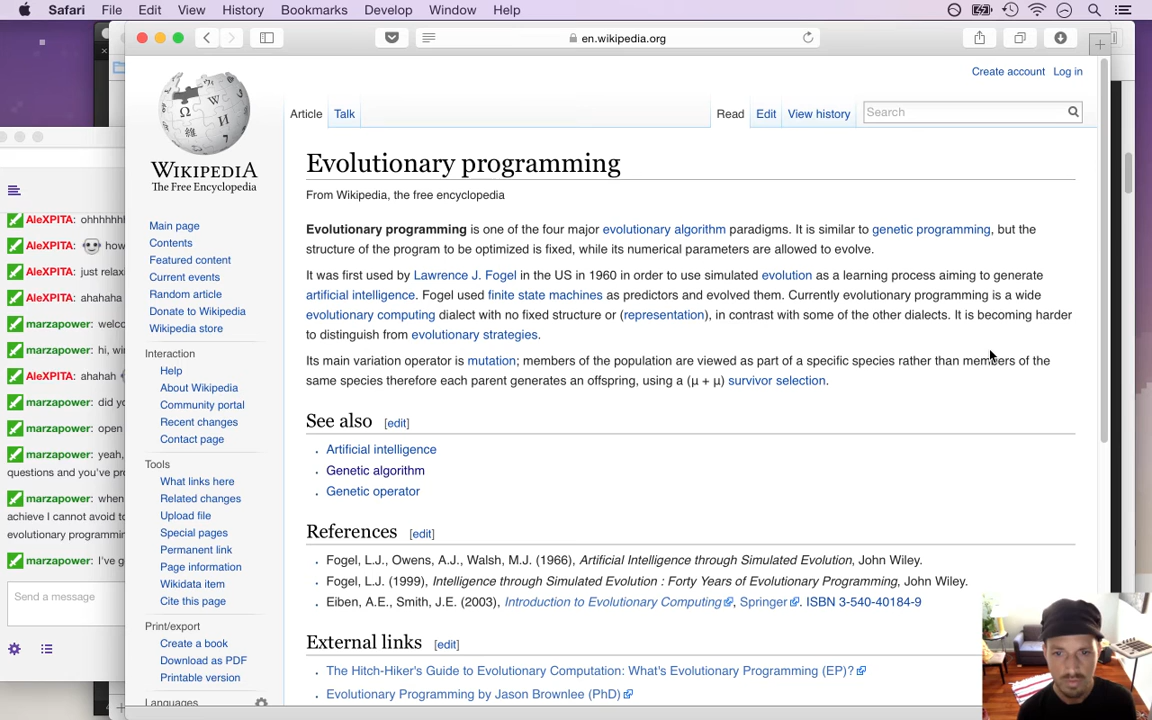 Safari File Edit View History Bookmarks Develop Window Help
en.wikipedia.org
Create account Log in
Article Talk
Read Edit View history Search
WIKIPEDIA
The Free Encyclopedia
Main page
Contents
Featured content
Current events
Random article
Donate to Wikipedia
Wikipedia store
Interaction
Help
About Wikipedia
Community portal
Recent changes
Contact page
Tools
What links here
Related changes
Upload file
Special pages
Permanent link
Page information
Wikidata item
Cite this page
Print/export
Create a book
Download as PDF
Printable version
Languages
Evolutionary programming
From Wikipedia, the free encyclopedia
Evolutionary programming is one of the four major evolutionary algorithm paradigms. It is similar to genetic programming, but the
structure of the program to be optimized is fixed, while its numerical parameters are allowed to evolve.
It was first used by Lawrence J. Fogel in the US in 1960 in order to use simulated evolution as a learning process aiming to generate
artificial intelligence. Fogel used finite state machines as predictors and evolved them. Currently evolutionary programming is a wide
evolutionary computing dialect with no fixed structure or (representation), in contrast with some of the other dialects. It is becoming harder
to distinguish from evolutionary strategies.
Its main variation operator is mutation; members of the population are viewed as part of a specific species rather than members of the
same species therefore each parent generates an offspring, using a (μ + μ) survivor selection.
See also [edit]
Artificial intelligence
Genetic algorithm
Genetic operator
References [edit]
Fogel, L.J., Owens, A.J., Walsh, M.J. (1966), Artificial Intelligence through Simulated Evolution, John Wiley.
Fogel, L.J. (1999), Intelligence through Simulated Evolution : Forty Years of Evolutionary Programming, John Wiley.
Eiben, A.E., Smith, J.E. (2003), Introduction to Evolutionary Computing, Springer. ISBN 3-540-40184-9
External links [edit]
The Hitch-Hiker's Guide to Evolutionary Computation: What's Evolutionary Programming (EP)?
Evolutionary Programming by Jason Brownlee (PhD)
AleXPITA: ohhhhhhh
AleXPITA: how
AleXPITA: just relax
AleXPITA: ahahaha
marzapower: welco
marzapower: hi, wi
AleXPITA: ahahah
marzapower: did yo
marzapower: open
marzapower: yeah,
questions and you've pr
marzapower: when
achieve I cannot avoid to
evolutionary programmin
marzapower: I've g
Send a message